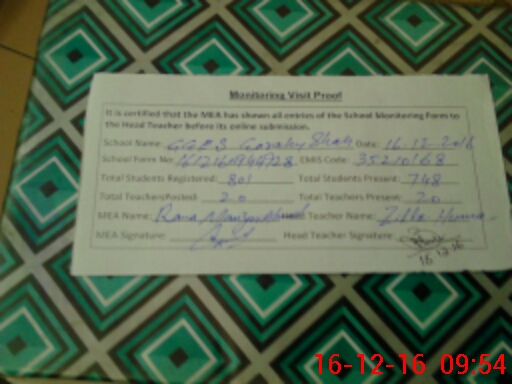 Monitoring Visit Proof
It is certified that the MEA has shown all entries of the School Monitoring Form to
the Head Teacher before its online submission.
School Name: GGES Date: 16-12-2016
School Form No: EMIS Code: 35210168
Total Students Registered: 801 Total Students Present: 748
Total Teachers Posted: 20 Total Teachers Present: 20
MEA Name: Rana Teacher Name:
MEA Signature: Head Teacher Signature:
16.12.16
16-12-16 09:54